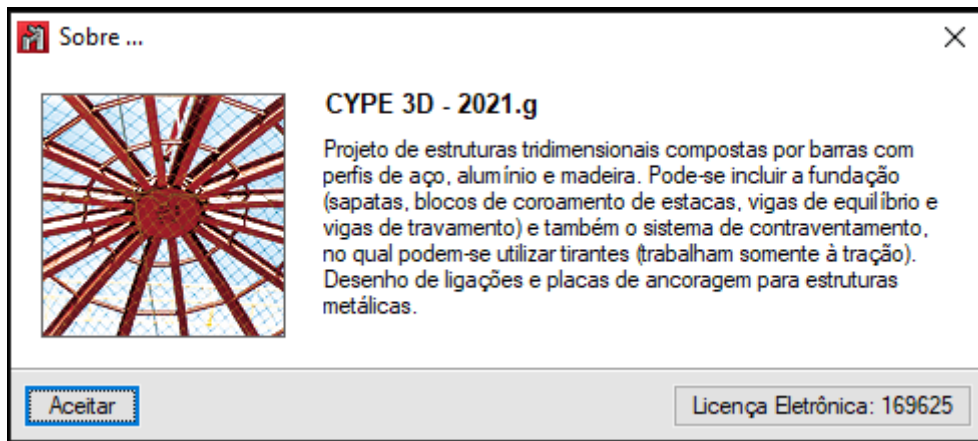 Sobre ...
CYPE 3D - 2021.g
Projeto de estruturas tridimensionais compostas por barras com
perfis de aço, alumínio e madeira. Pode-se incluir a fundação
(sapatas, blocos de coroamento de estacas, vigas de equilíbrio e
vigas de travamento) e também o sistema de contraventamento,
no qual podem-se utilizar tirantes (trabalham somente à tração).
Desenho de ligações e placas de ancoragem para estruturas
metálicas.
Aceitar
Licença Eletrônica: 169625